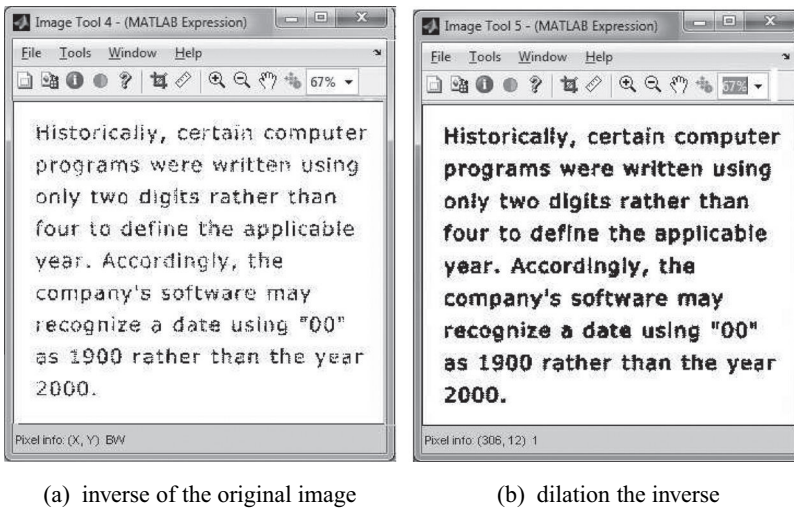 Image Tool 4 - (MATLAB Expression)
File Tools Window Help
67%
Historically, certain computer
programs were written using
only two digits rather than
four to define the applicable
year. Accordingly, the
company's software may
recognize a date using "00"
as 1900 rather than the year
2000.
Pixel info: (X, Y) BW
(a) inverse of the original image
Image Tool 5 - (MATLAB Expression)
File Tools Window Help
67%
Historically, certain computer
programs were written using
only two digits rather than
four to define the applicable
year. Accordingly, the
company's software may
recognize a date using "00"
as 1900 rather than the year
2000.
Pixel info: (306, 12) 1
(b) dilation the inverse